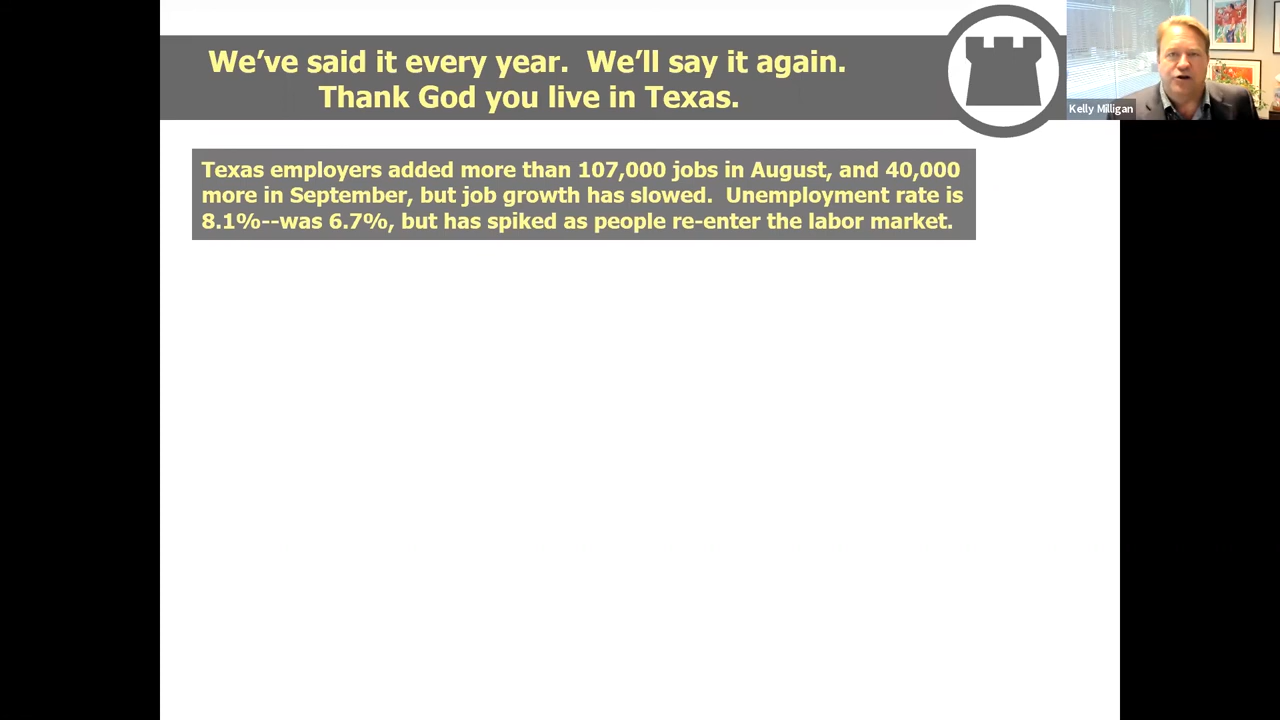 We’ve said it every year.  We’ll say it again.
Thank God you live in Texas.
Kelly Milligan
Texas employers added more than 107,000 jobs in August, and 40,000
more in September, but job growth has slowed.  Unemployment rate is
8.1%--was 6.7%, but has spiked as people re-enter the labor market.